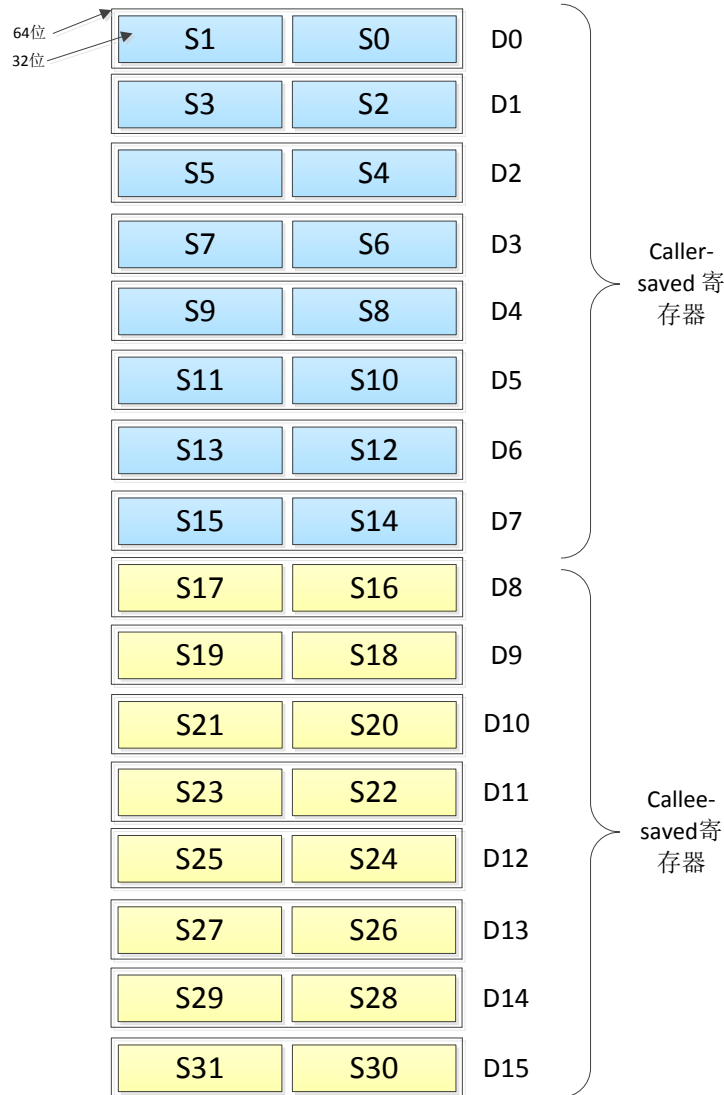 64位
32位
S1 S0 D0
S3 S2 D1
S5 S4 D2
S7 S6 D3
S9 S8 D4
S11 S10 D5
S13 S12 D6
S15 S14 D7
Caller-
saved 寄
存器
S17 S16 D8
S19 S18 D9
S21 S20 D10
S23 S22 D11
S25 S24 D12
S27 S26 D13
S29 S28 D14
S31 S30 D15
Callee-
saved寄
存器